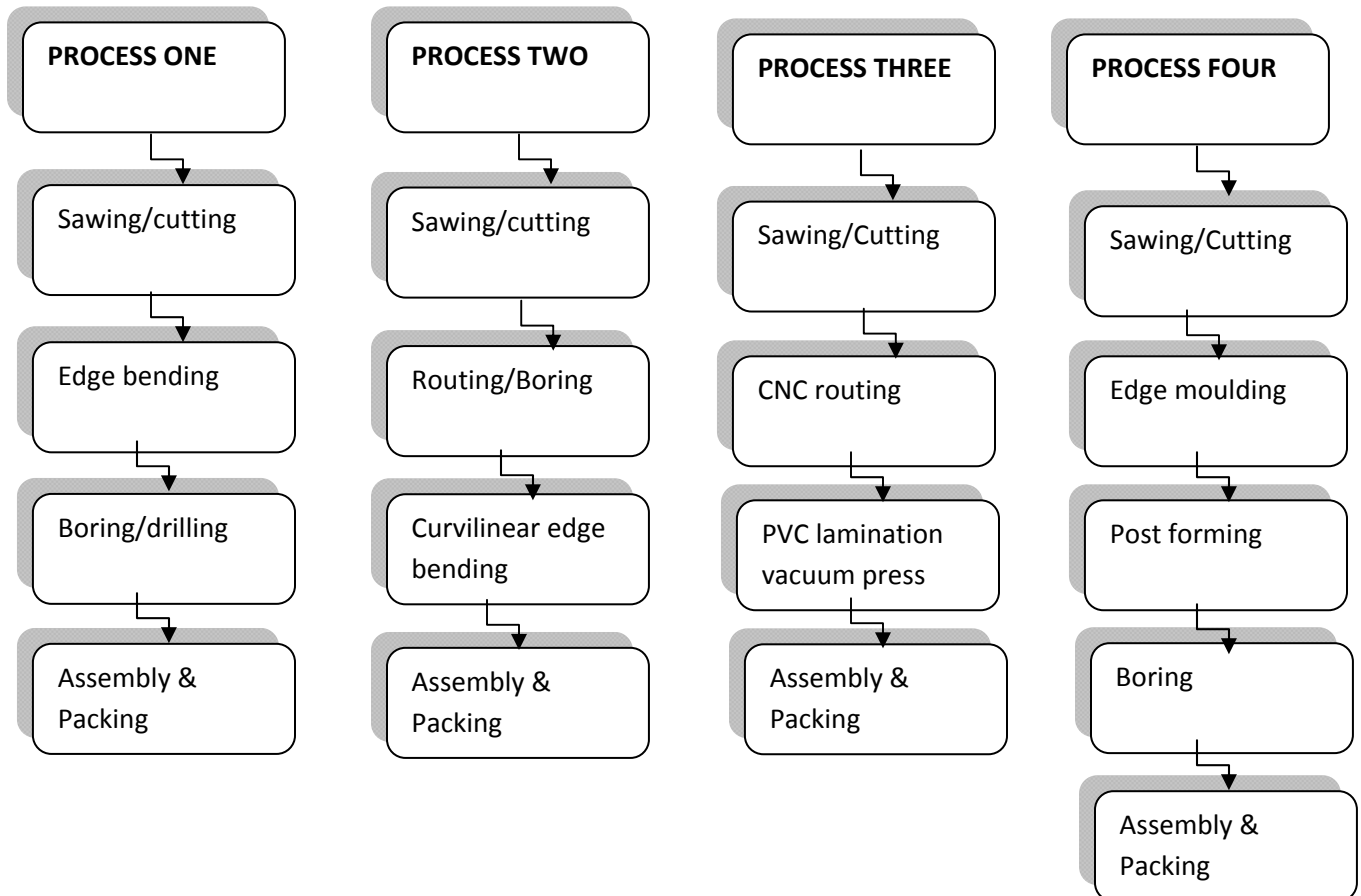 PROCESS ONE
Sawing/cutting
Edge bending
Boring/drilling
Assembly &
Packing
PROCESS TWO
Sawing/cutting
Routing/Boring
Curvilinear edge
bending
Assembly &
Packing
PROCESS THREE
Sawing/Cutting
CNC routing
PVC lamination
vacuum press
Assembly &
Packing
PROCESS FOUR
Sawing/Cutting
Edge moulding
Post forming
Boring
Assembly &
Packing